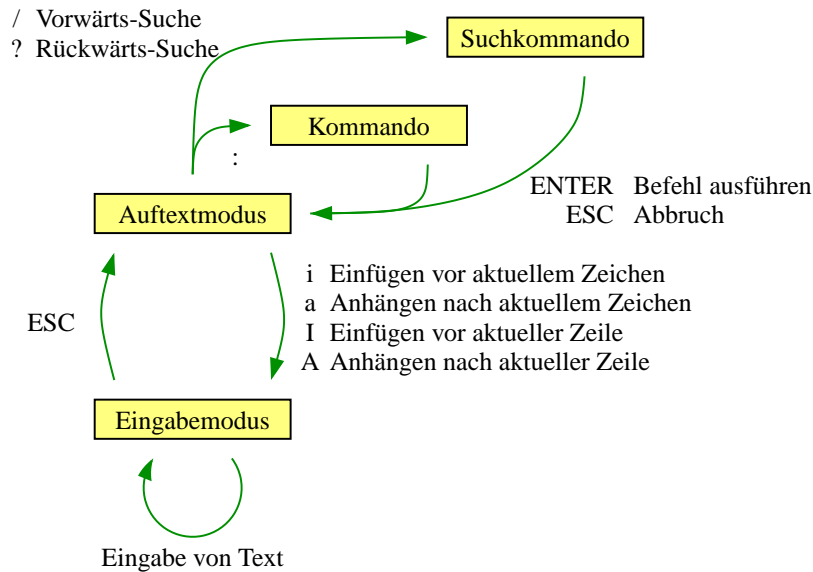 / Vorwärts-Suche
? Rückwärts-Suche
Suchkommando
Kommando
:
ENTER Befehl ausführen
ESC Abbruch
Auftextmodus
i Einfügen vor aktuellem Zeichen
a Anhängen nach aktuellem Zeichen
I Einfügen vor aktueller Zeile
A Anhängen nach aktueller Zeile
ESC
Eingabemodus
Eingabe von Text